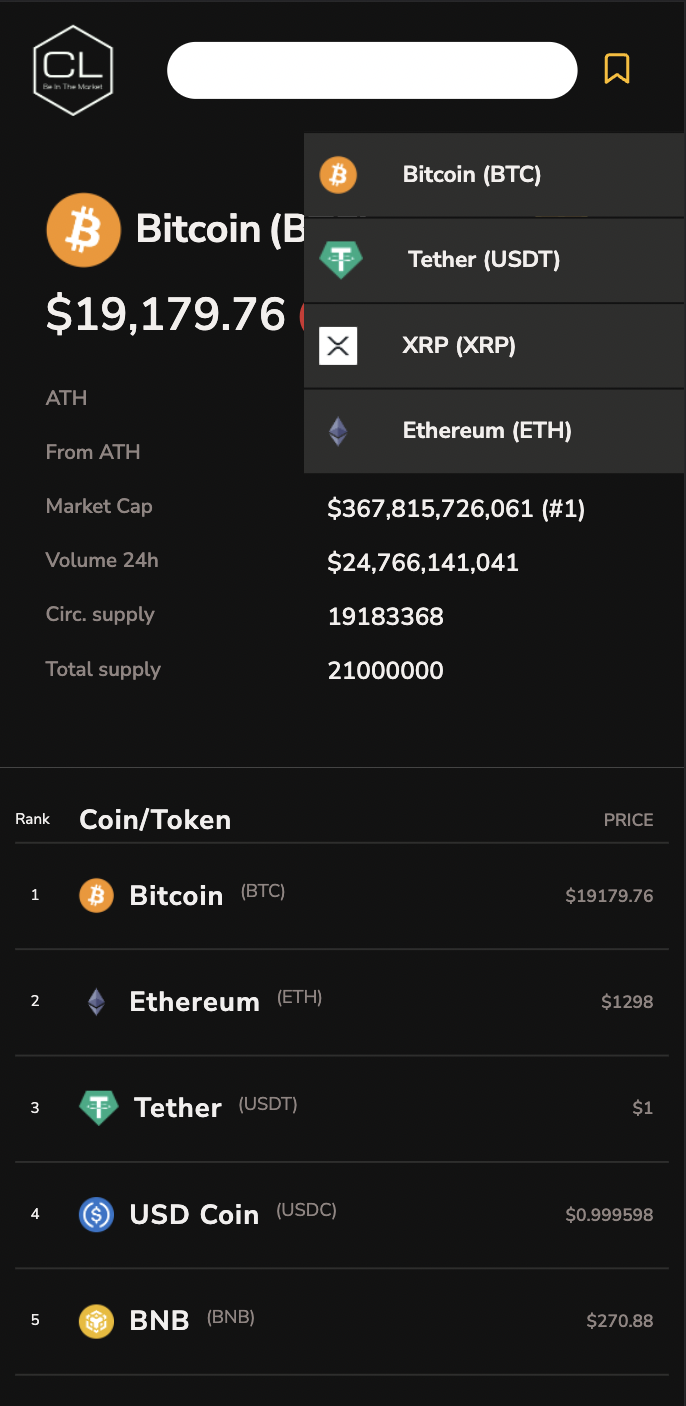 CL
Be In The Market
Bitcoin (BTC)
Tether (USDT)
XRP (XRP)
Ethereum (ETH)
Bitcoin (B
$19,179.76
ATH
From ATH
Market Cap $367,815,726,061 (#1)
Volume 24h $24,766,141,041
Circ. supply 19183368
Total supply 21000000
Rank Coin/Token PRICE
1 Bitcoin (BTC) $19179.76
2 Ethereum (ETH) $1298
3 Tether (USDT) $1
4 USD Coin (USDC) $0.999598
5 BNB (BNB) $270.88